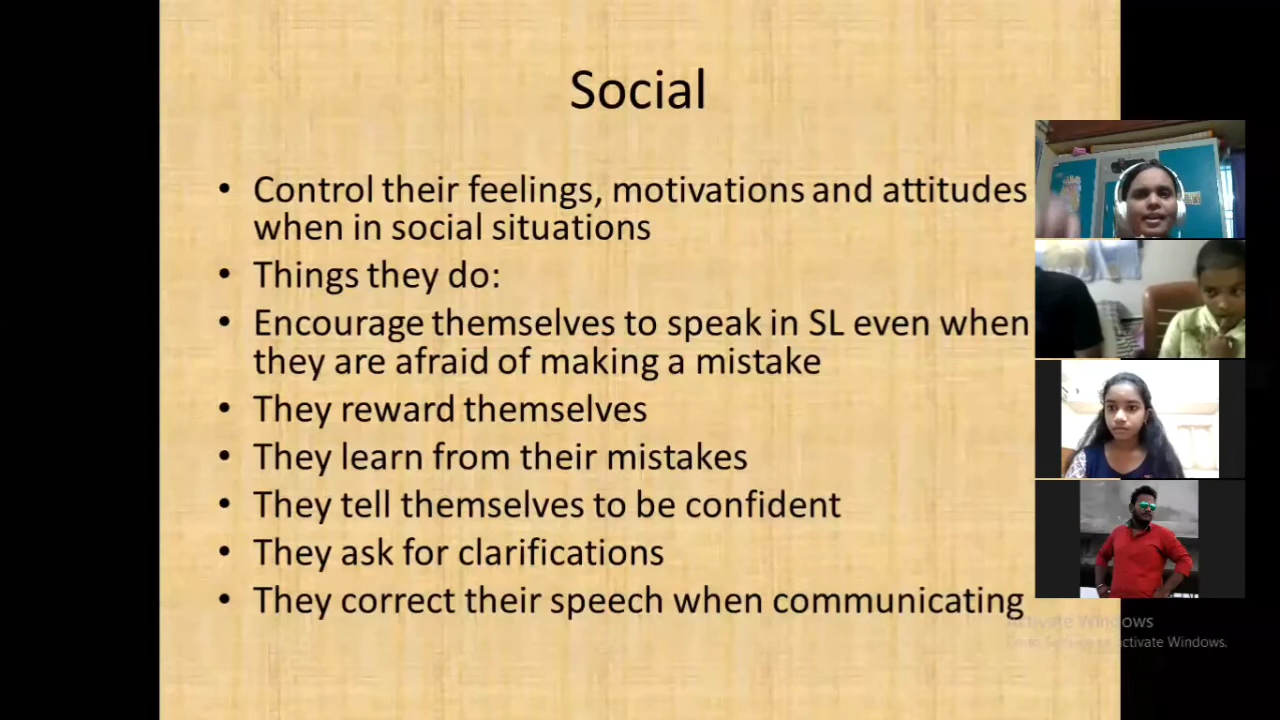 Social
• Control their feelings, motivations and attitudes
when in social situations
• Things they do:
• Encourage themselves to speak in SL even when
they are afraid of making a mistake
• They reward themselves
• They learn from their mistakes
• They tell themselves to be confident
• They ask for clarifications
• They correct their speech when communicating
Activate Windows
Activate Windows.